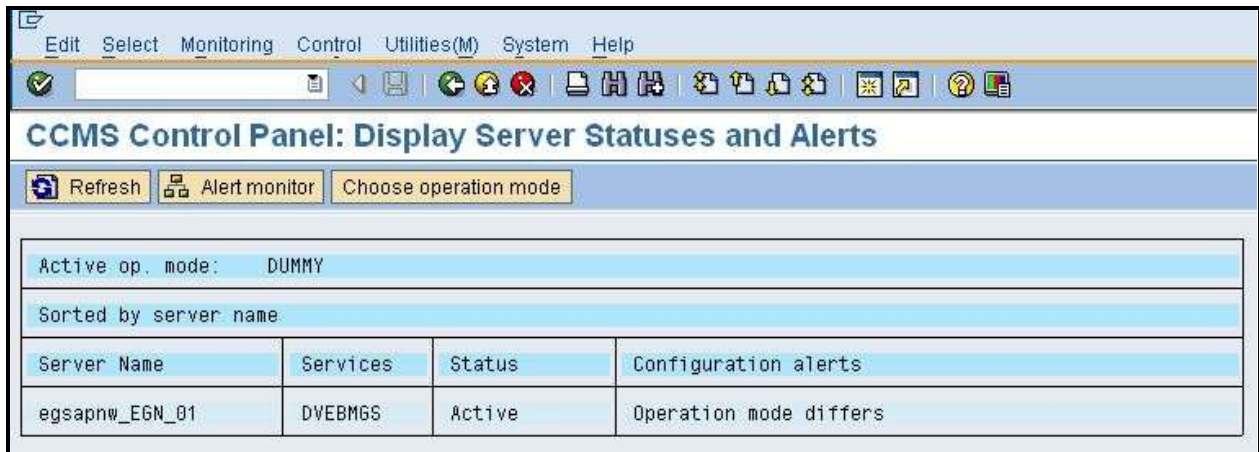 Edit Select Monitoring Control Utilities(M) System Help
CCMS Control Panel: Display Server Statuses and Alerts
Refresh Alert monitor Choose operation mode
Active op. mode: DUMMY
Sorted by server name
Server Name Services Status Configuration alerts
egsapnw_EGN_01 DVEBMGS Active Operation mode differs